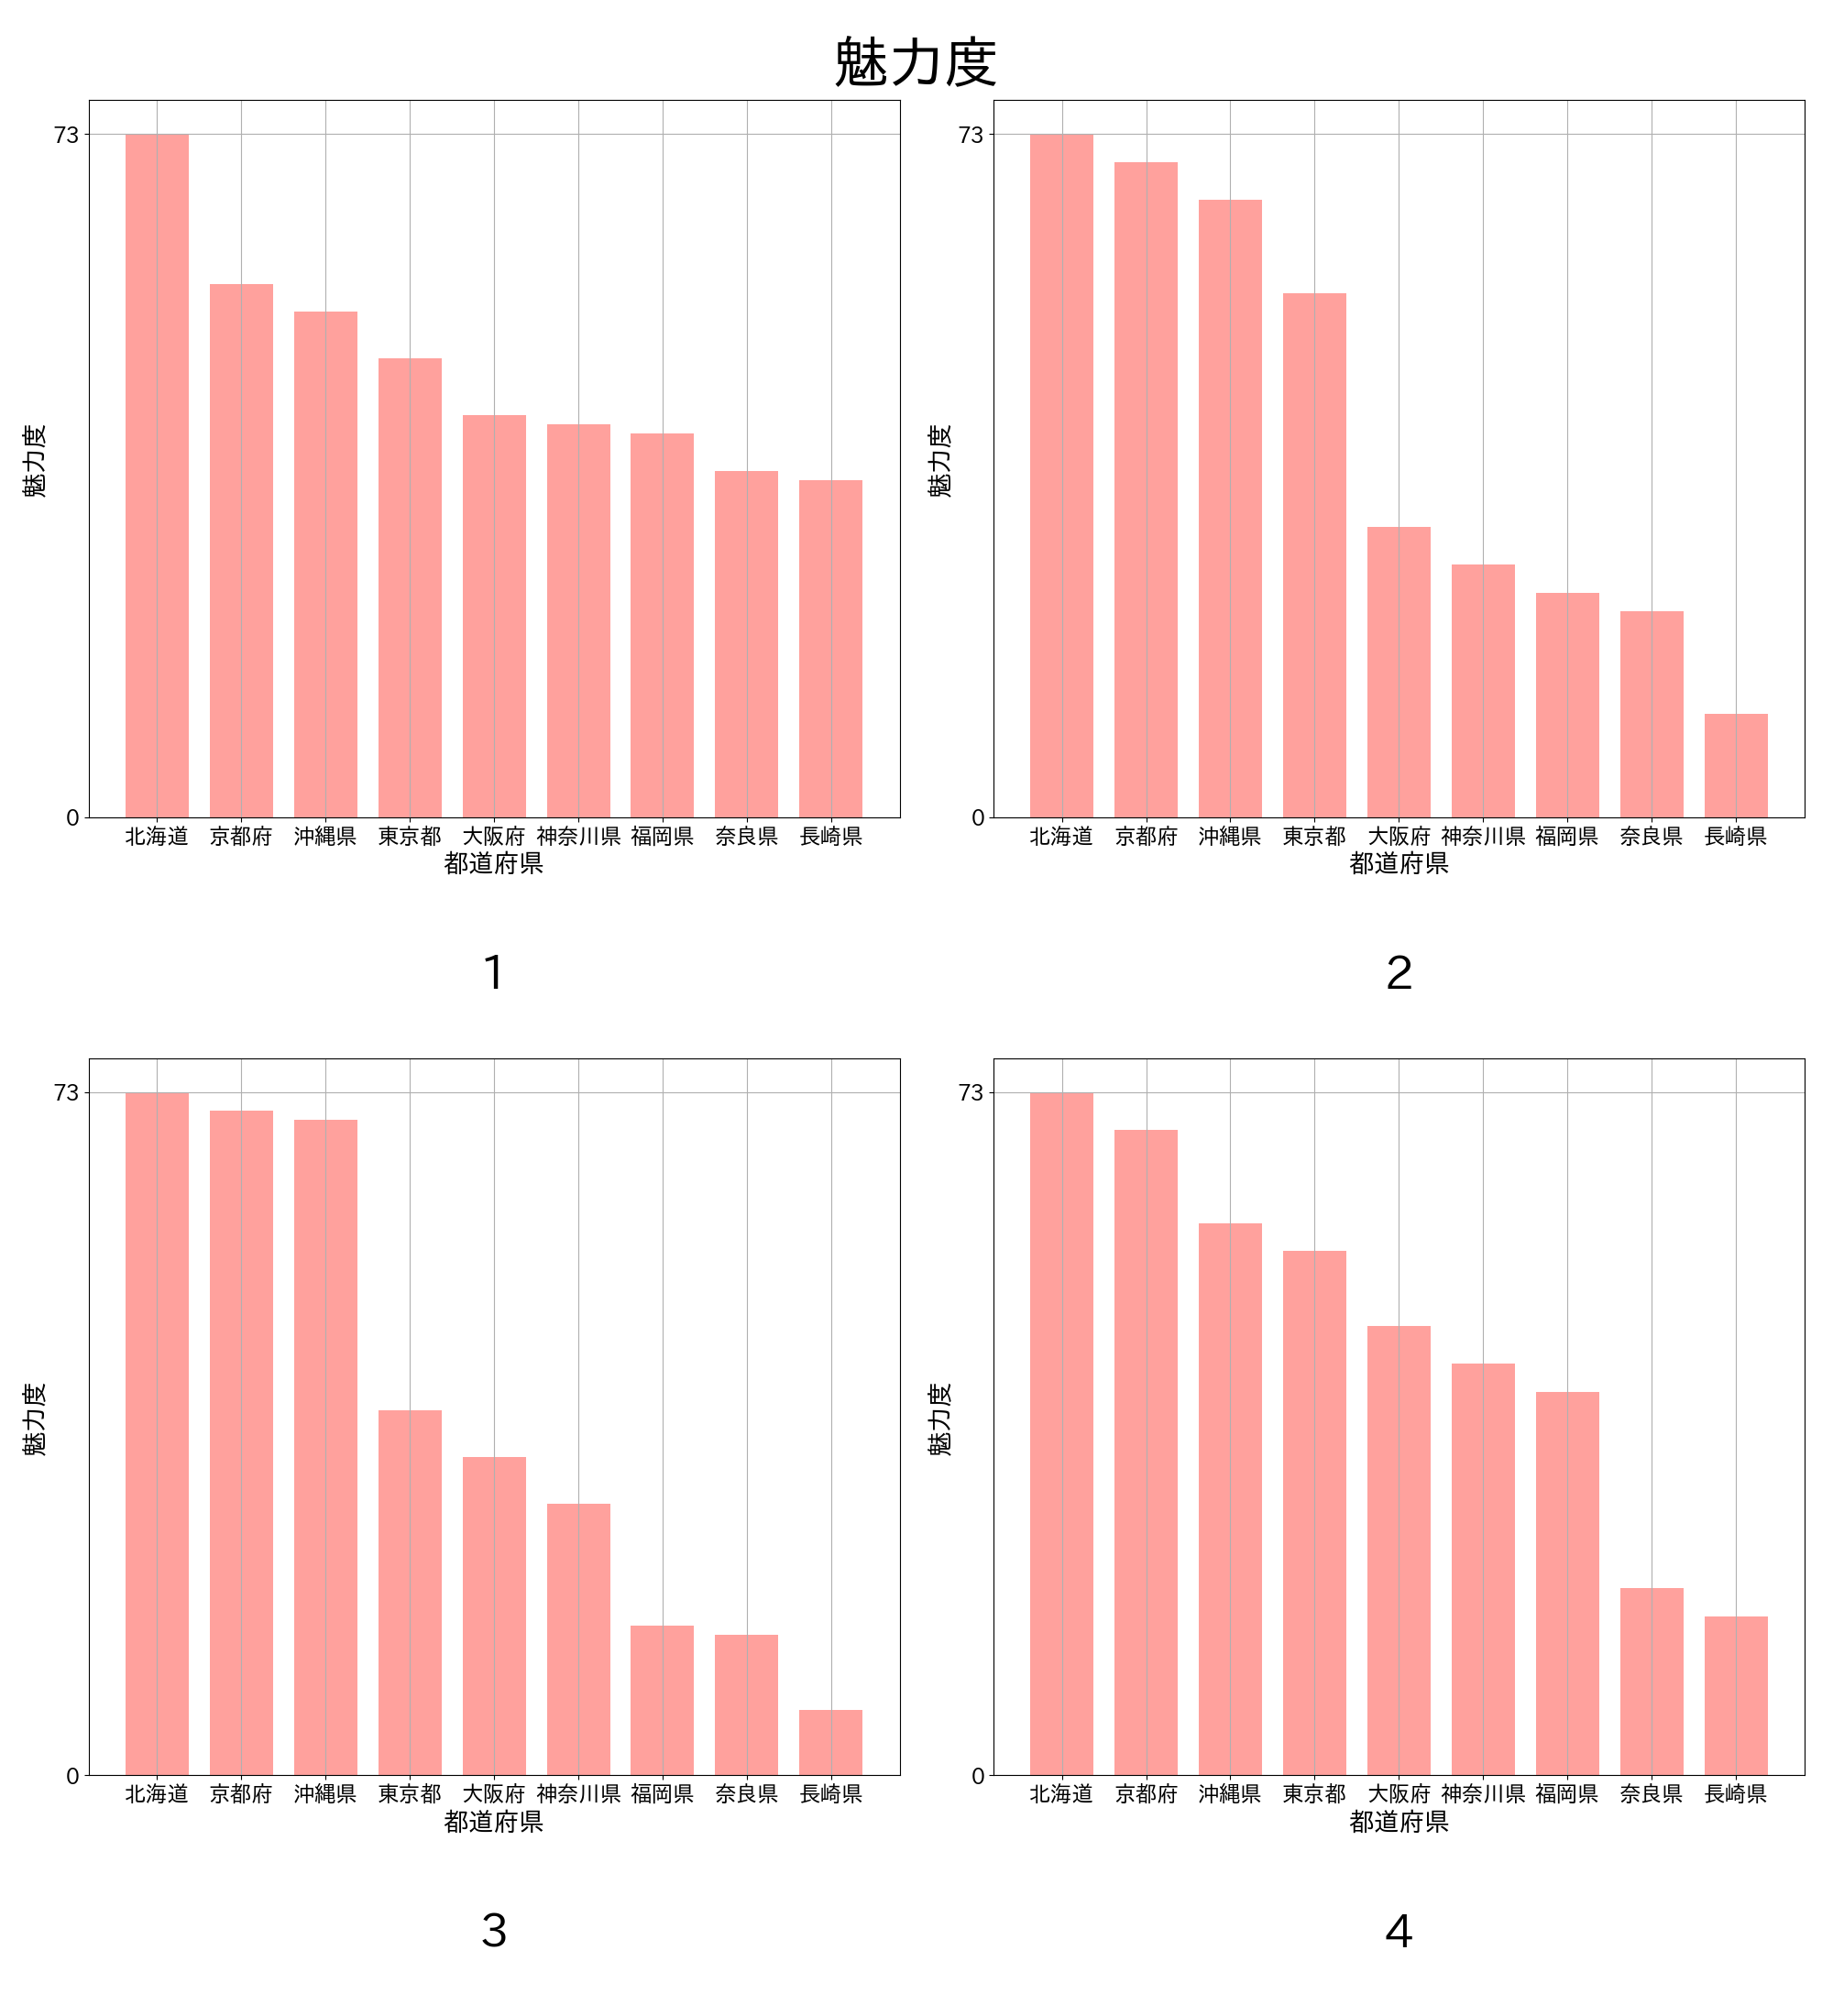 魅力度
73
0
魅力度
北海道 京都府 沖縄県 東京都 大阪府 神奈川県 福岡県 奈良県 長崎県
都道府県
1
73
0
魅力度
北海道 京都府 沖縄県 東京都 大阪府 神奈川県 福岡県 奈良県 長崎県
都道府県
2
73
0
魅力度
北海道 京都府 沖縄県 東京都 大阪府 神奈川県 福岡県 奈良県 長崎県
都道府県
3
73
0
魅力度
北海道 京都府 沖縄県 東京都 大阪府 神奈川県 福岡県 奈良県 長崎県
都道府県
4